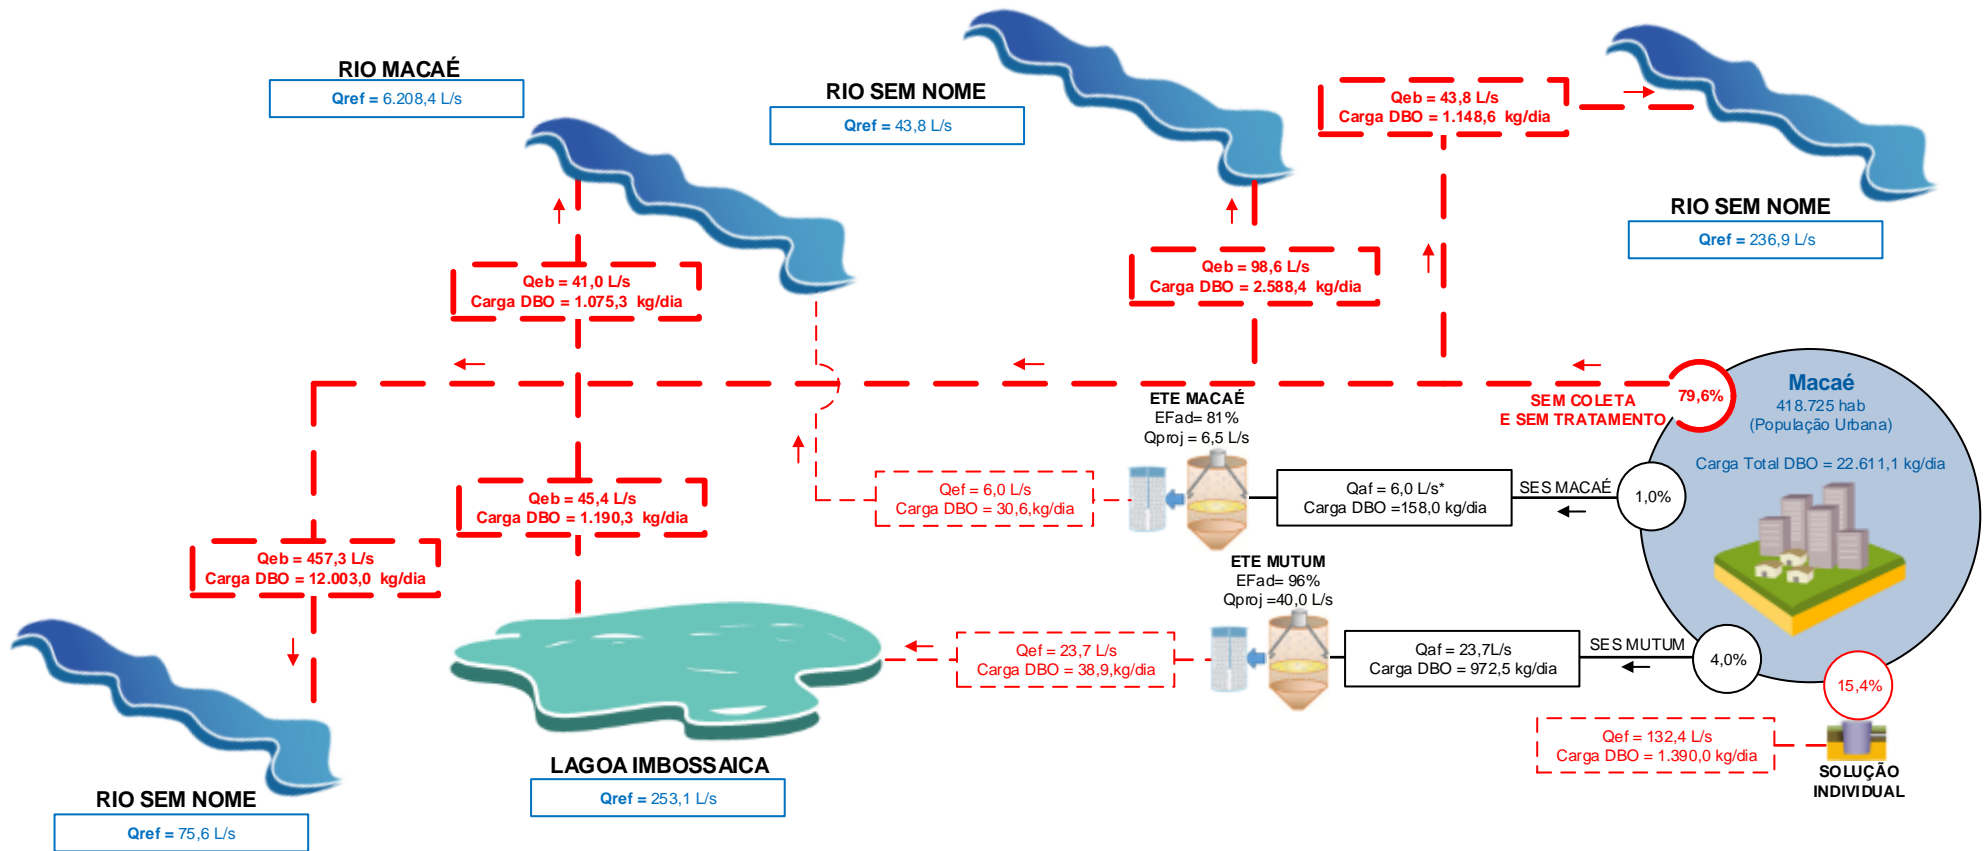 RIO MACAÉ
Qref = 6.208,4 L/s
RIO SEM NOME
Qref = 43,8 L/s
Qeb = 43,8 L/s
Carga DBO = 1.148,6 kg/dia
RIO SEM NOME
Qref = 236,9 L/s
Qeb = 41,0 L/s
Carga DBO = 1.075,3 kg/dia
Qeb = 98,6 L/s
Carga DBO = 2.588,4 kg/dia
79,6%
SEM COLETA
E SEM TRATAMENTO
Macaé
418.725 hab
(População Urbana)
Carga Total DBO = 22.611,1 kg/dia
ETE MACAÉ
EFad= 81%
Qproj = 6,5 L/s
Qef = 6,0 L/s
Carga DBO = 30,6,kg/dia
Qaf = 6,0 L/s*
Carga DBO =158,0 kg/dia
SES MACAÉ
1,0%
Qeb = 45,4 L/s
Carga DBO = 1.190,3 kg/dia
Qeb = 457,3 L/s
Carga DBO = 12.003,0 kg/dia
ETE MUTUM
EFad= 96%
Qproj =40,0 L/s
Qef = 23,7 L/s
Carga DBO = 38,9,kg/dia
Qaf = 23,7L/s
Carga DBO = 972,5 kg/dia
SES MUTUM
4,0%
15,4%
Qef = 132,4 L/s
Carga DBO = 1.390,0 kg/dia
SOLUÇÃO
INDIVIDUAL
LAGOA IMBOSSAICA
Qref = 253,1 L/s
RIO SEM NOME
Qref = 75,6 L/s